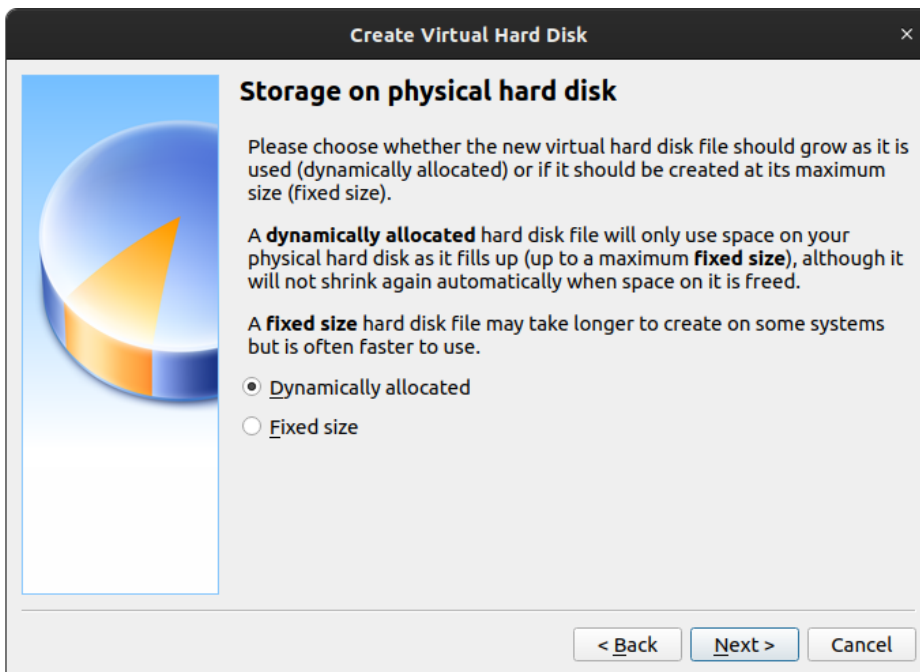 Create Virtual Hard Disk
×
Storage on physical hard disk
Please choose whether the new virtual hard disk file should grow as it is
used (dynamically allocated) or if it should be created at its maximum
size (fixed size).
A dynamically allocated hard disk file will only use space on your
physical hard disk as it fills up (up to a maximum fixed size), although it
will not shrink again automatically when space on it is freed.
A fixed size hard disk file may take longer to create on some systems
but is often faster to use.
Dynamically allocated
Fixed size
< Back Next > Cancel